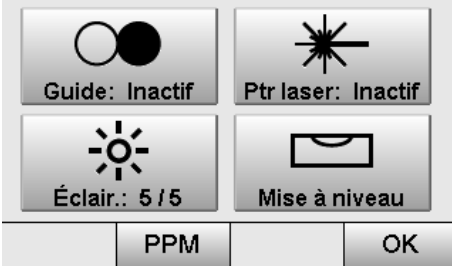 Guide: Inactif
Ptr laser: Inactif
Éclair.: 5 / 5
Mise à niveau
PPM
OK